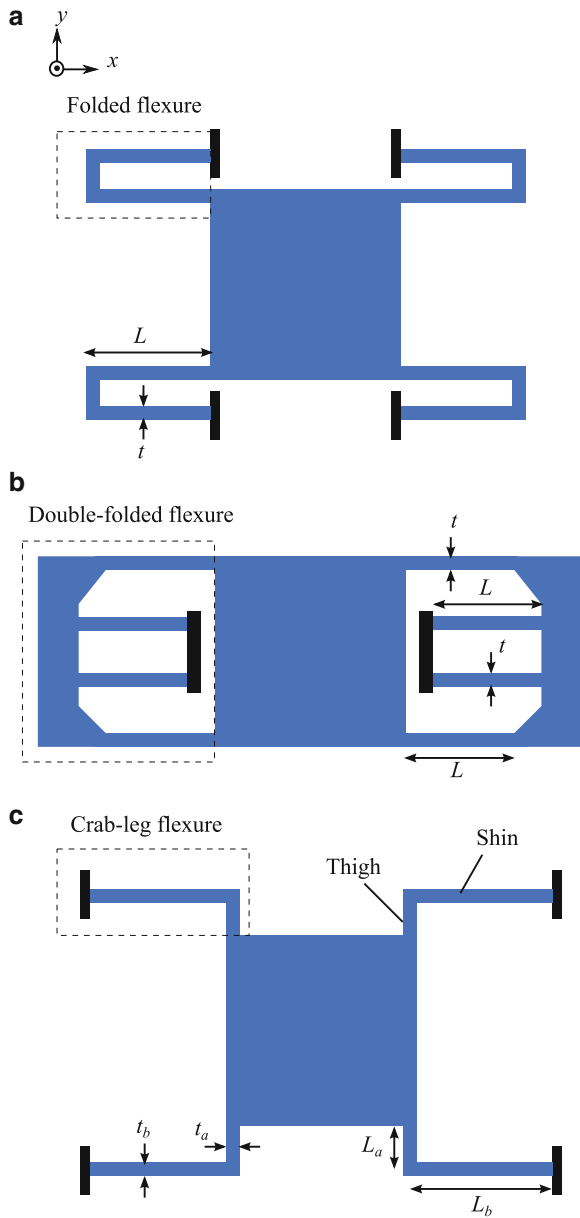 a
y
x
Folded flexure
L
t
b
Double-folded flexure
t
L
t
L
c
Crab-leg flexure
Shin
Thigh
t_b
t_a
L_a
L_b